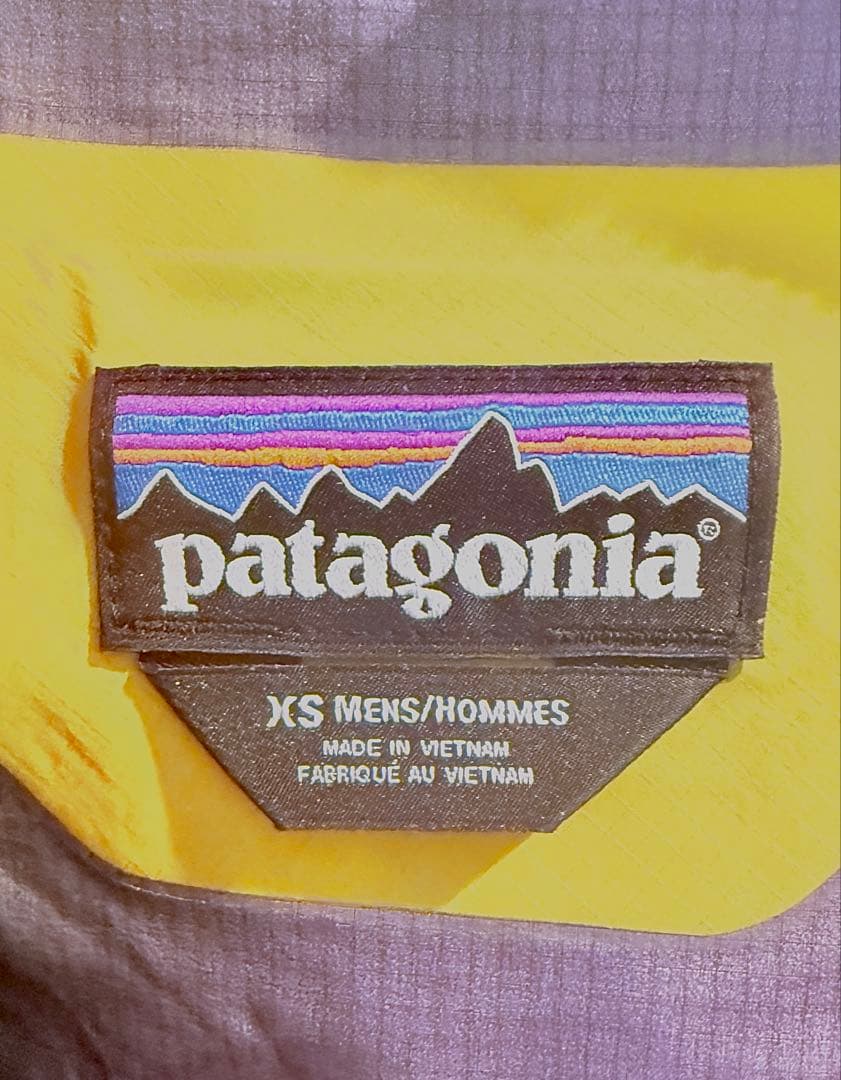 patagonia®
XS MENS/HOMMES
MADE IN VIETNAM
FABRIQUÉ AU VIETNAM